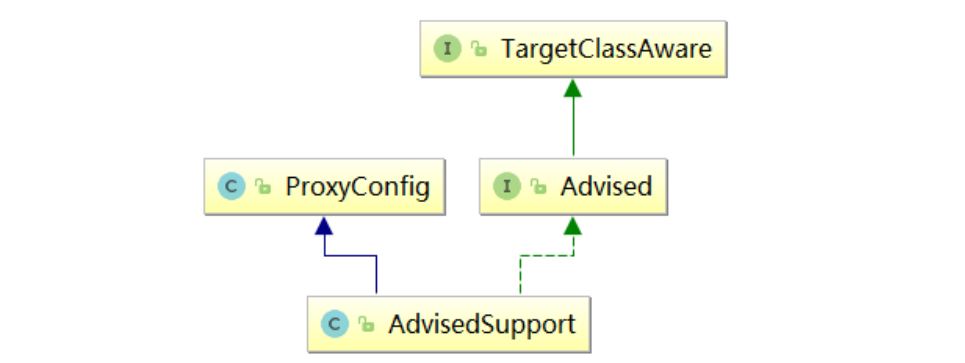 I TargetClassAware
C ProxyConfig
I Advised
C AdvisedSupport